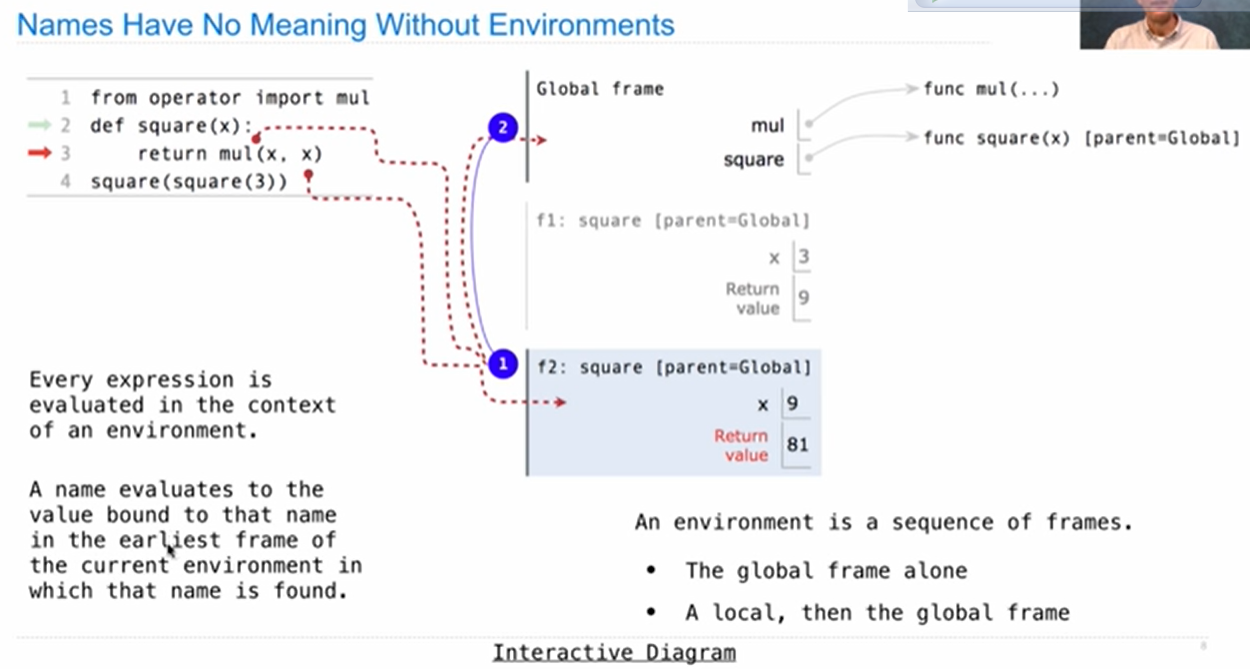 Names Have No Meaning Without Environments
1 from operator import mul
2 def square(x):
3 return mul(x, x)
4 square(square(3))
2
Global frame
mul
square
func mul(...)
func square(x) [parent=Global]
f1: square [parent=Global]
x 3
Return
value 9
1
f2: square [parent=Global]
x 9
Return
value 81
Every expression is
evaluated in the context
of an environment.
A name evaluates to the
value bound to that name
in the earliest frame of
the current environment in
which that name is found.
An environment is a sequence of frames.
• The global frame alone
• A local, then the global frame
Interactive Diagram